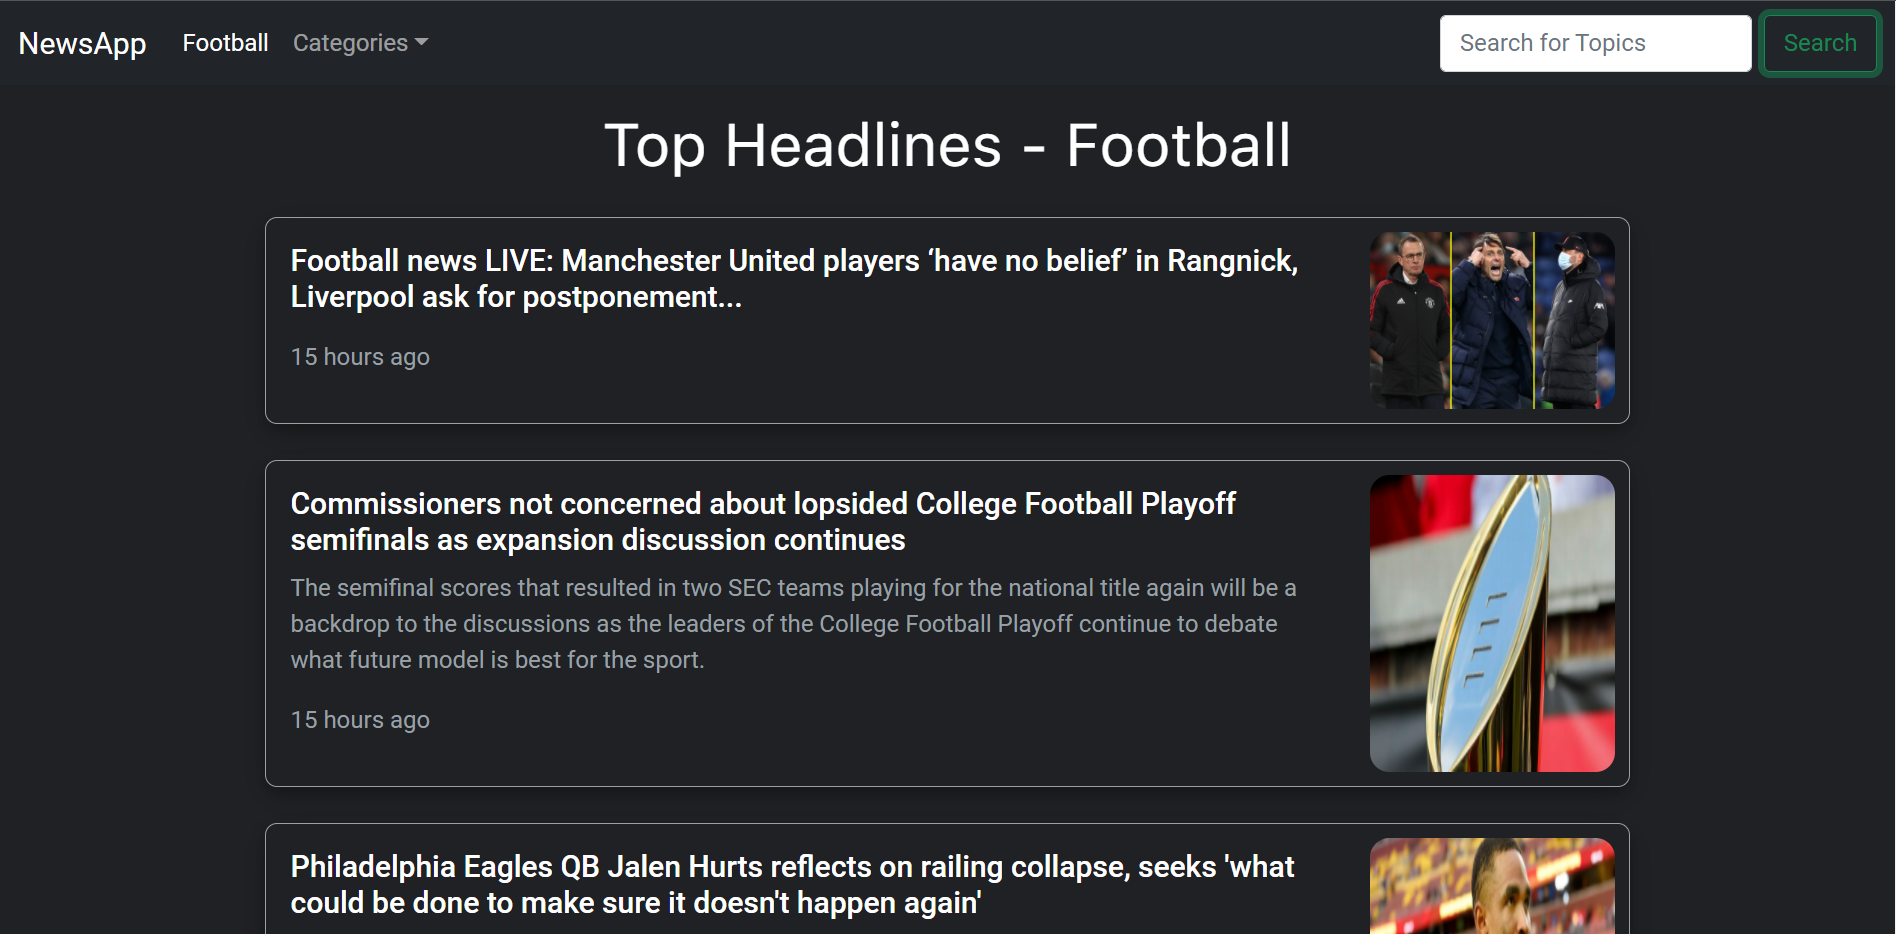 NewsApp Football Categories Search for Topics Search
Top Headlines - Football
Football news LIVE: Manchester United players ‘have no belief’ in Rangnick,
Liverpool ask for postponement...
15 hours ago
Commissioners not concerned about lopsided College Football Playoff
semifinals as expansion discussion continues
The semifinal scores that resulted in two SEC teams playing for the national title again will be a
backdrop to the discussions as the leaders of the College Football Playoff continue to debate
what future model is best for the sport.
15 hours ago
Philadelphia Eagles QB Jalen Hurts reflects on railing collapse, seeks 'what
could be done to make sure it doesn't happen again'